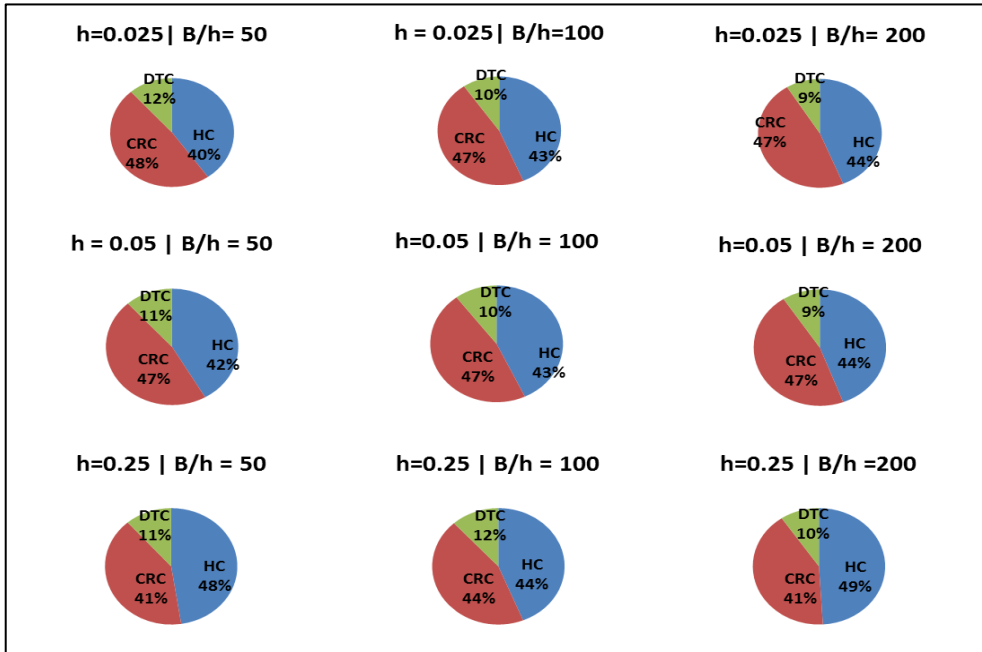 h=0.025| B/h= 50
h = 0.025| B/h=100
h=0.025 | B/h= 200
DTC
12%
CRC
48%
HC
40%
DTC
10%
CRC
47%
HC
43%
DTC
9%
CRC
47%
HC
44%
h = 0.05 | B/h = 50
h=0.05 | B/h = 100
h=0.05 | B/h = 200
DTC
11%
CRC
47%
HC
42%
DTC
10%
CRC
47%
HC
43%
DTC
9%
CRC
47%
HC
44%
h=0.25 | B/h = 50
h=0.25 | B/h = 100
h=0.25 | B/h =200
DTC
11%
CRC
41%
HC
48%
DTC
12%
CRC
44%
HC
44%
DTC
10%
CRC
41%
HC
49%